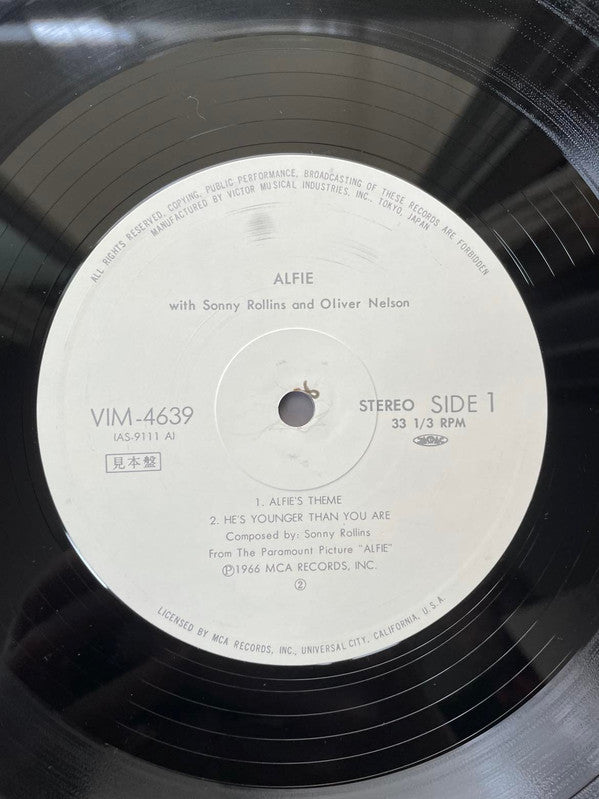 ALL RIGHTS RESERVED. COPYING, PUBLIC PERFORMANCE, BROADCASTING OF THESE RECORDS ARE FORBIDDEN
MANUFACTURED BY VICTOR MUSICAL INDUSTRIES, INC., TOKYO, JAPAN
ALFIE
with Sonny Rollins and Oliver Nelson
VIM-4639
(AS-9111 A)
見本盤
STEREO SIDE 1
33 1/3 RPM
1. ALFIE'S THEME
2. HE'S YOUNGER THAN YOU ARE
Composed by: Sonny Rollins
From The Paramount Picture "ALFIE"
Ⓟ1966 MCA RECORDS, INC.
②
LICENSED BY MCA RECORDS, INC., UNIVERSAL CITY, CALIFORNIA, U.S.A.